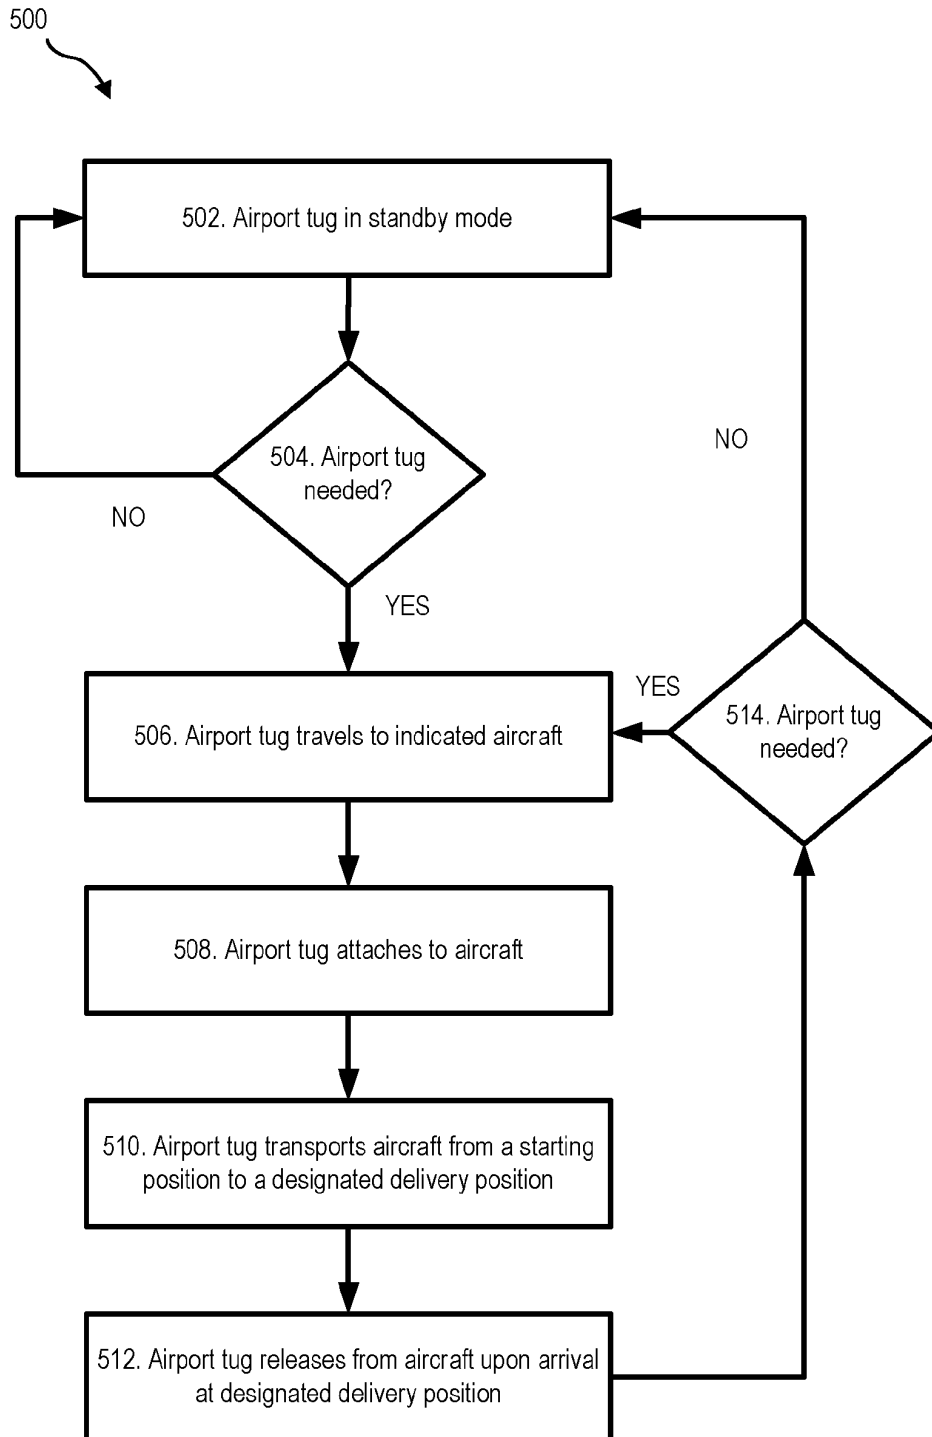 500
502. Airport tug in standby mode
504. Airport tug
needed?
NO
YES
NO
506. Airport tug travels to indicated aircraft
YES
514. Airport tug
needed?
508. Airport tug attaches to aircraft
510. Airport tug transports aircraft from a starting
position to a designated delivery position
512. Airport tug releases from aircraft upon arrival
at designated delivery position